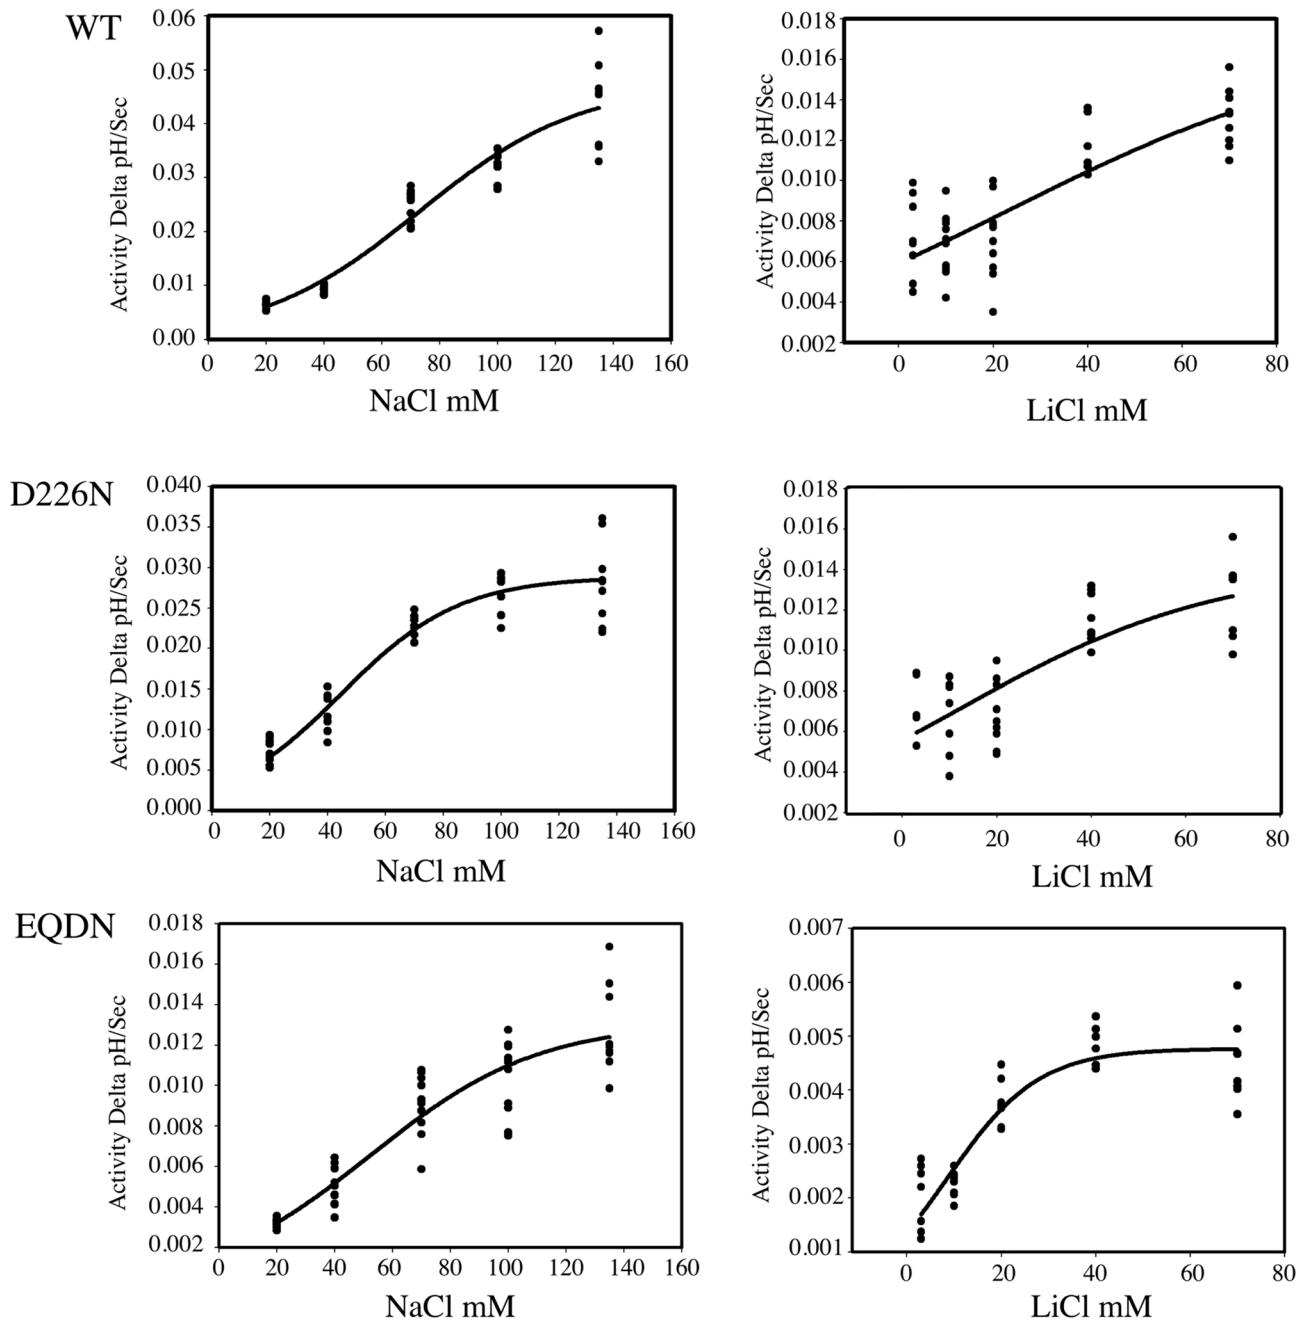 WT
0.06
0.05
0.04
0.03
0.02
0.01
0.00
Activity Delta pH/Sec
0 20 40 60 80 100 120 140 160
NaCl mM
0.018
0.016
0.014
0.012
0.010
0.008
0.006
0.004
0.002
Activity Delta pH/Sec
0 20 40 60 80
LiCl mM
D226N
0.040
0.035
0.030
0.025
0.020
0.015
0.010
0.005
0.000
Activity Delta pH/Sec
0 20 40 60 80 100 120 140 160
NaCl mM
0.018
0.016
0.014
0.012
0.010
0.008
0.006
0.004
0.002
Activity Delta pH/Sec
0 20 40 60 80
LiCl mM
EQDN
0.018
0.016
0.014
0.012
0.010
0.008
0.006
0.004
0.002
Activity Delta pH/Sec
0 20 40 60 80 100 120 140 160
NaCl mM
0.007
0.006
0.005
0.004
0.003
0.002
0.001
Activity Delta pH/Sec
0 20 40 60 80
LiCl mM